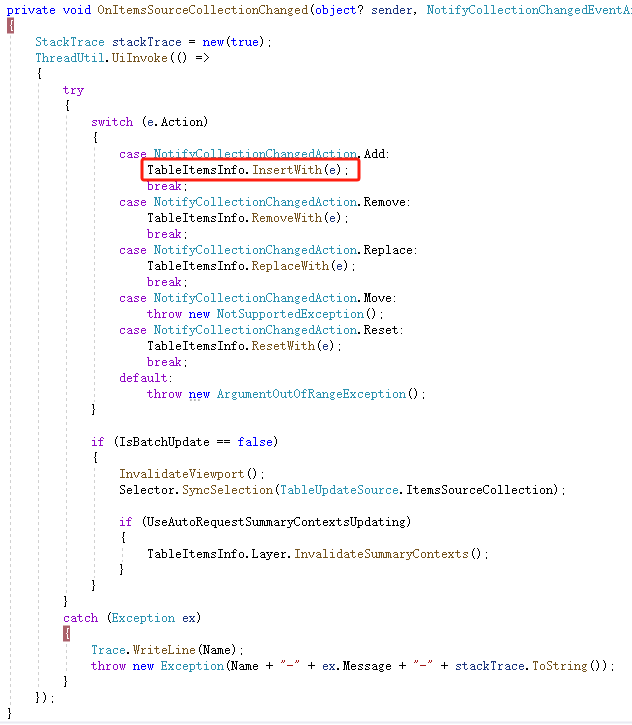 private void OnItemsSourceCollectionChanged(object? sender, NotifyCollectionChangedEventAr
{
StackTrace stackTrace = new(true);
ThreadUtil.UiInvoke(() =>
{
try
{
switch (e.Action)
{
case NotifyCollectionChangedAction.Add:
TableItemsInfo.InsertWith(e);
break;
case NotifyCollectionChangedAction.Remove:
TableItemsInfo.RemoveWith(e);
break;
case NotifyCollectionChangedAction.Replace:
TableItemsInfo.ReplaceWith(e);
break;
case NotifyCollectionChangedAction.Move:
throw new NotSupportedException();
case NotifyCollectionChangedAction.Reset:
TableItemsInfo.ResetWith(e);
break;
default:
throw new ArgumentOutOfRangeException();
}
if (IsBatchUpdate == false)
{
InvalidateViewport();
Selector.SyncSelection(TableUpdateSource.ItemsSourceCollection);
if (UseAutoRequestSummaryContextsUpdating)
{
TableItemsInfo.Layer.InvalidateSummaryContexts();
}
}
}
catch (Exception ex)
{
Trace.WriteLine(Name);
throw new Exception(Name + "-" + ex.Message + "-" + stackTrace.ToString());
}
});
}